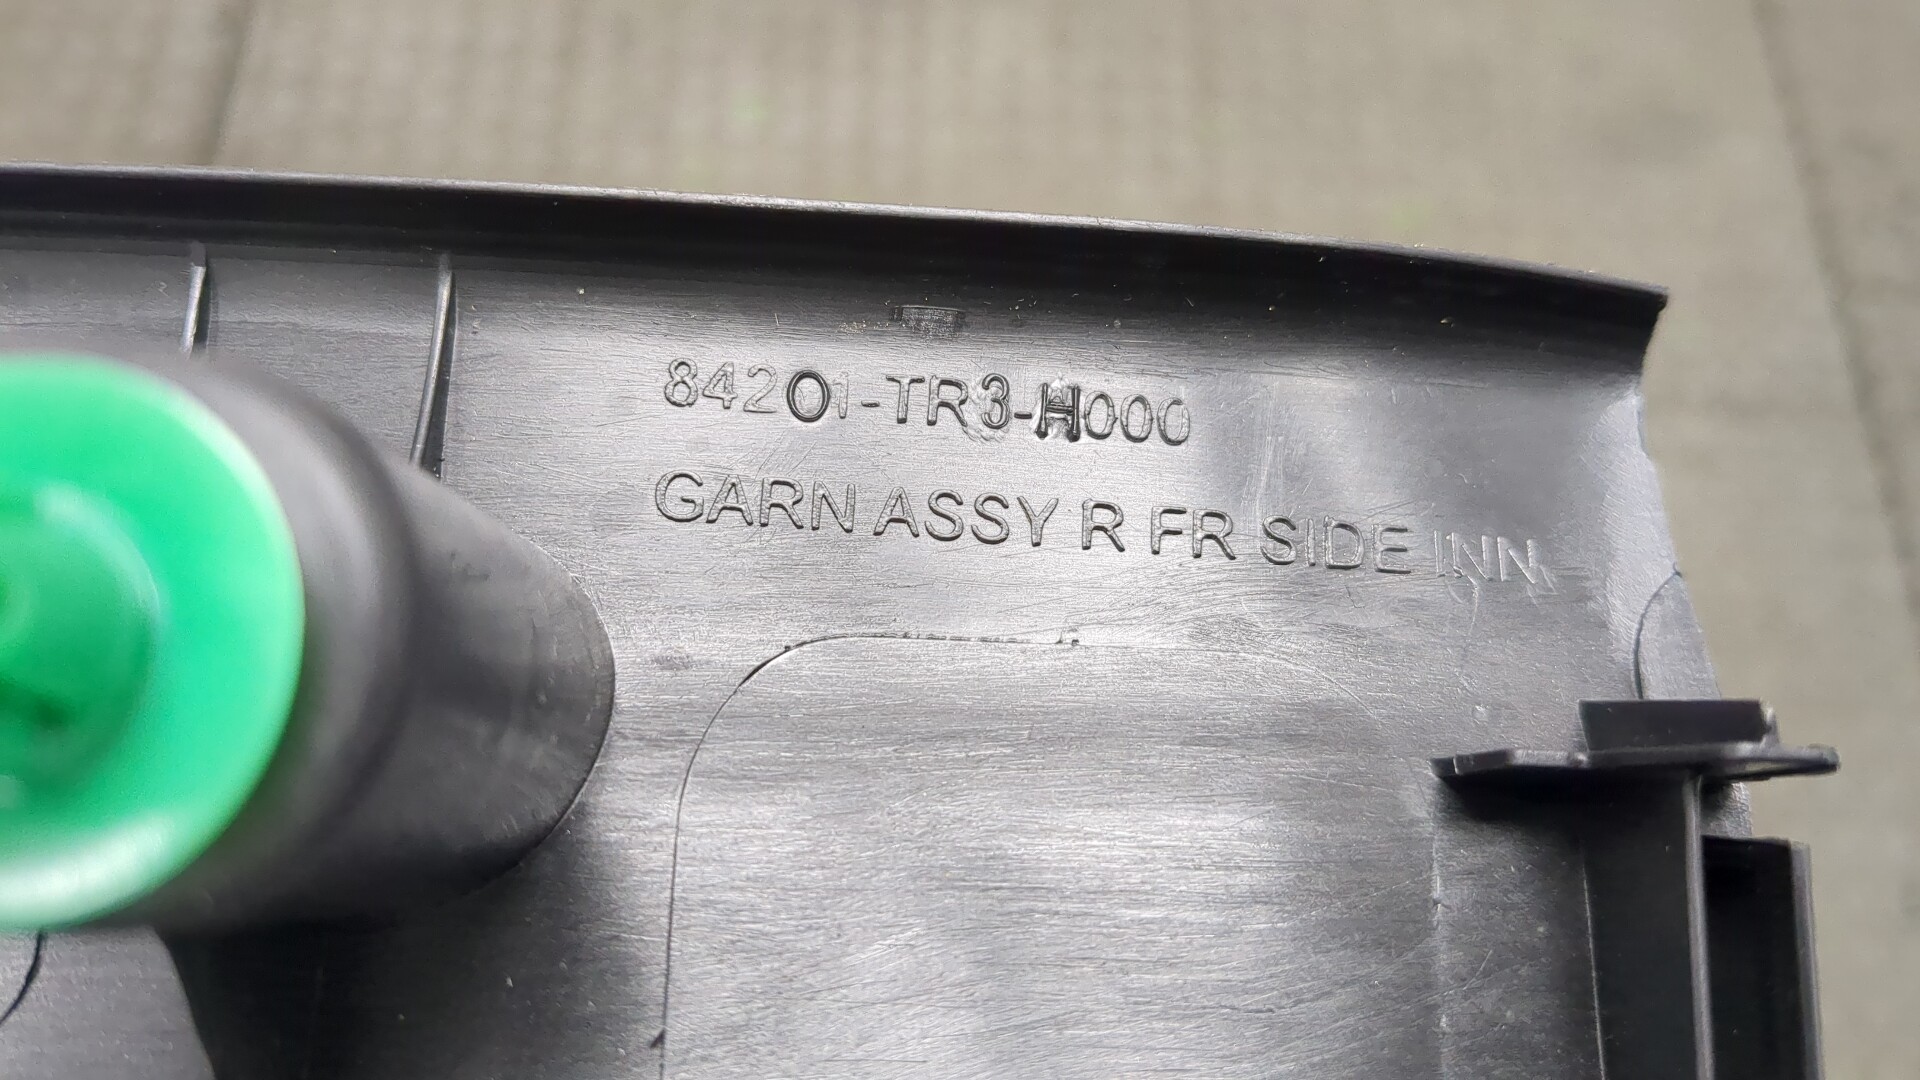 84201-TR3-H000
GARN ASSY R FR SIDE INN